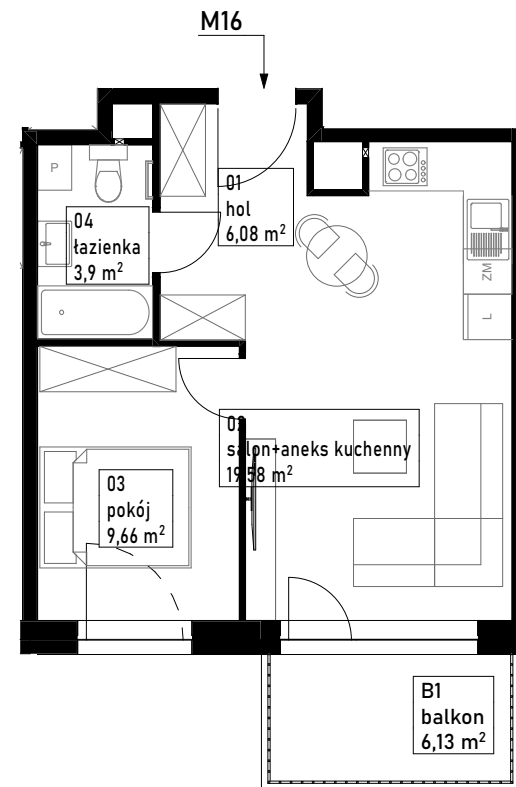 M16
01
hol
6,08 m²
P
04
łazienka
3,9 m²
ZM
L
02
salon+aneks kuchenny
19,58 m²
03
pokój
9,66 m²
B1
balkon
6,13 m²